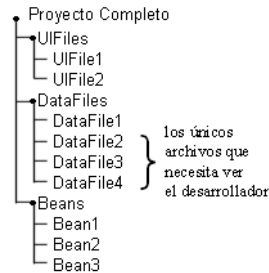 Proyecto Completo
UIFiles
UIFile1
UIFile2
DataFiles
DataFile1
DataFile2
DataFile3
DataFile4
los únicos
archivos que
necesita ver
el desarrollador
Beans
Bean1
Bean2
Bean3